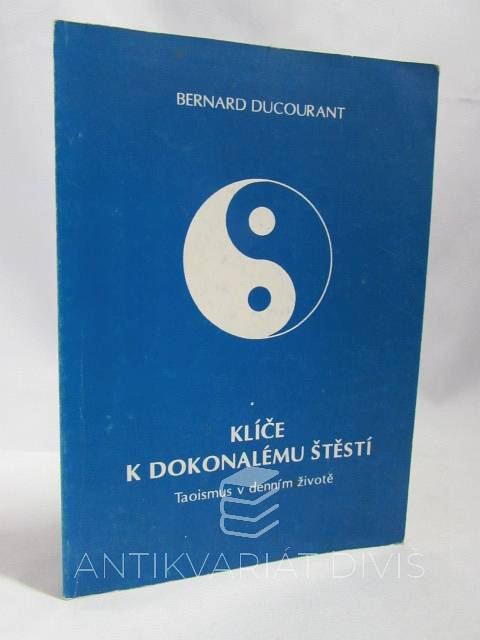 BERNARD DUCOURANT
KLÍČE
K DOKONALÉMU ŠTĚSTÍ
Taoismus v denním životě
ANTIKVARIÁT DIVIŠ